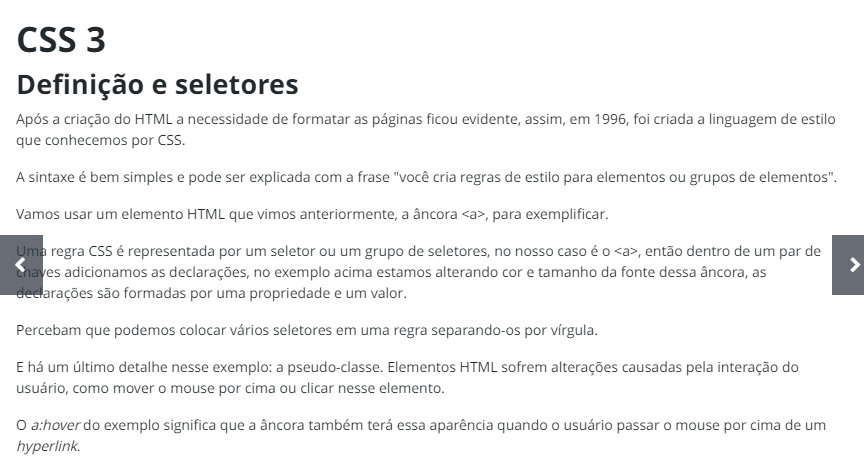 CSS 3
Definição e seletores
Após a criação do HTML a necessidade de formatar as páginas ficou evidente, assim, em 1996, foi criada a linguagem de estilo
que conhecemos por CSS.
A sintaxe é bem simples e pode ser explicada com a frase "você cria regras de estilo para elementos ou grupos de elementos".
Vamos usar um elemento HTML que vimos anteriormente, a âncora <a>, para exemplificar.
Uma regra CSS é representada por um seletor ou um grupo de seletores, no nosso caso é o <a>, então dentro de um par de
chaves adicionamos as declarações, no exemplo acima estamos alterando cor e tamanho da fonte dessa âncora, as
declarações são formadas por uma propriedade e um valor.
Percebam que podemos colocar vários seletores em uma regra separando-os por vírgula.
E há um último detalhe nesse exemplo: a pseudo-classe. Elementos HTML sofrem alterações causadas pela interação do
usuário, como mover o mouse por cima ou clicar nesse elemento.
O a:hover do exemplo significa que a âncora também terá essa aparência quando o usuário passar o mouse por cima de um
hyperlink.